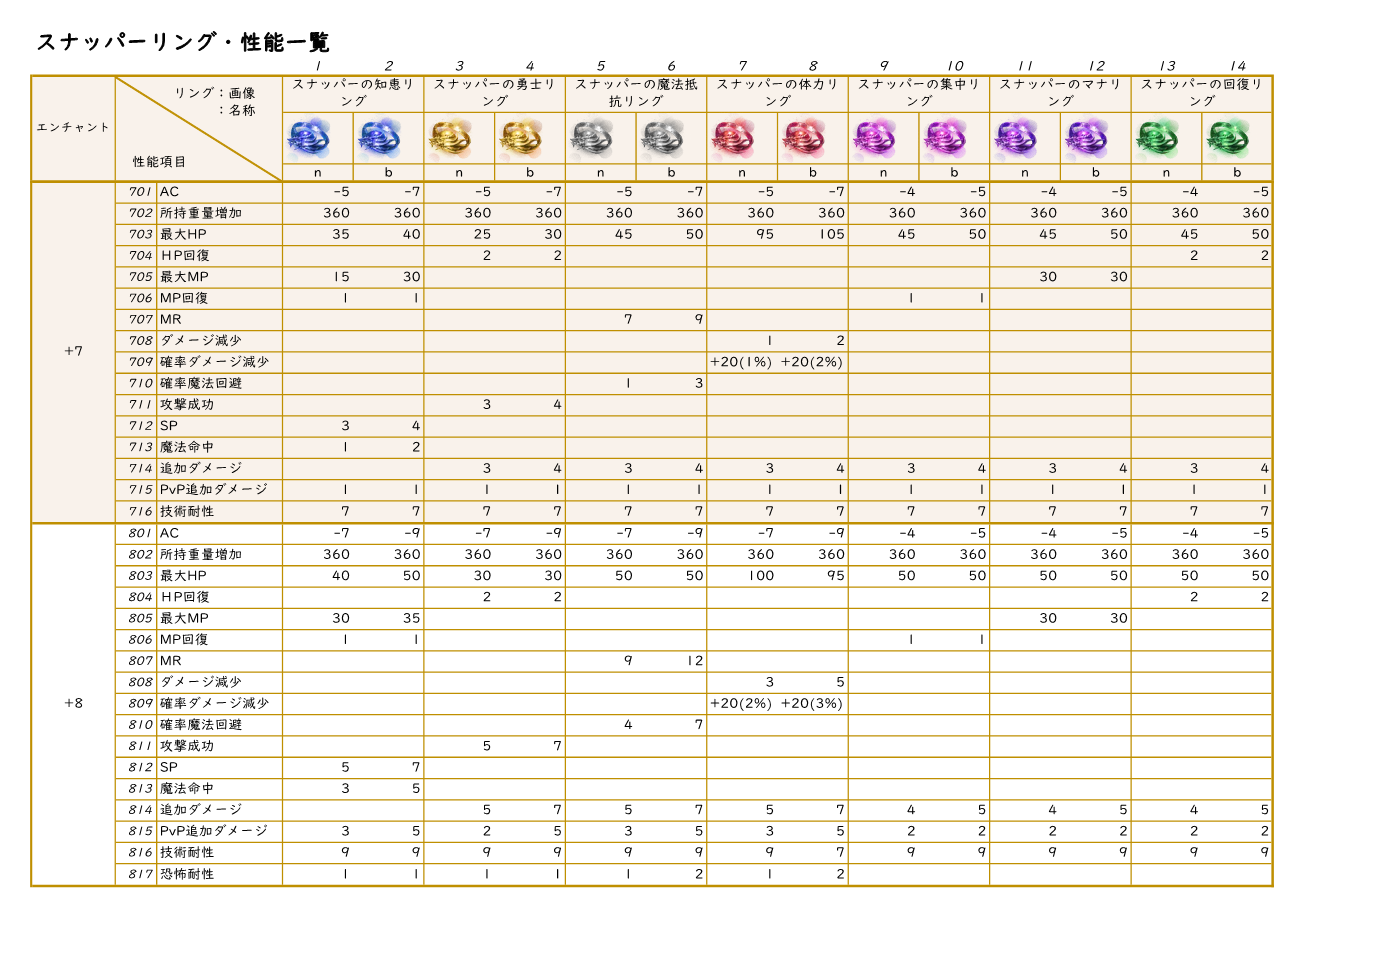 スナッパーリング・性能一覧
1 2 3 4 5 6 7 8 9 10 11 12 13 14
エンチャント リング：画像 ：名称 性能項目
スナッパーの知恵リング スナッパーの勇士リング スナッパーの魔法抵抗リング スナッパーの体力リング スナッパーの集中リング スナッパーのマナリング スナッパーの回復リング
n b n b n b n b n b n b n b
+7
701 AC -5 -7 -5 -7 -5 -7 -5 -7 -4 -5 -4 -5 -4 -5
702 所持重量増加 360 360 360 360 360 360 360 360 360 360 360 360 360 360
703 最大HP 35 40 25 30 45 50 95 105 45 50 45 50 45 50
704 HP回復 2 2 2 2
705 最大MP 15 30 30 30
706 MP回復 1 1 1 1
707 MR 7 9
708 ダメージ減少 1 2
709 確率ダメージ減少 +20(1%) +20(2%)
710 確率魔法回避 1 3
711 攻撃成功 3 4
712 SP 3 4
713 魔法命中 1 2
714 追加ダメージ 3 4 3 4 3 4 3 4 3 4 3 4
715 PvP追加ダメージ 1 1 1 1 1 1 1 1 1 1 1 1 1 1
716 技術耐性 7 7 7 7 7 7 7 7 7 7 7 7 7 7
+8
801 AC -7 -9 -7 -9 -7 -9 -7 -9 -4 -5 -4 -5 -4 -5
802 所持重量増加 360 360 360 360 360 360 360 360 360 360 360 360 360 360
803 最大HP 40 50 30 30 50 50 100 95 50 50 50 50 50 50
804 HP回復 2 2 2 2
805 最大MP 30 35 30 30
806 MP回復 1 1 1 1
807 MR 9 12
808 ダメージ減少 3 5
809 確率ダメージ減少 +20(2%) +20(3%)
810 確率魔法回避 4 7
811 攻撃成功 5 7
812 SP 5 7
813 魔法命中 3 5
814 追加ダメージ 5 7 5 7 5 7 4 5 4 5 4 5
815 PvP追加ダメージ 3 5 2 5 3 5 3 5 2 2 2 2 2 2
816 技術耐性 9 9 9 9 9 9 9 7 9 9 9 9 9 9
817 恐怖耐性 1 1 1 1 1 2 1 2